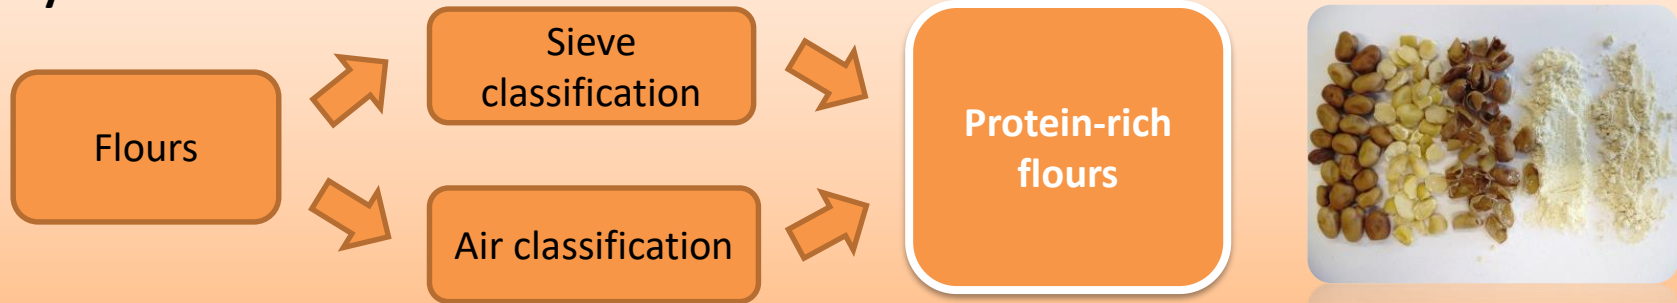 Flours
Sieve
classification
Air classification
Protein-rich
flours